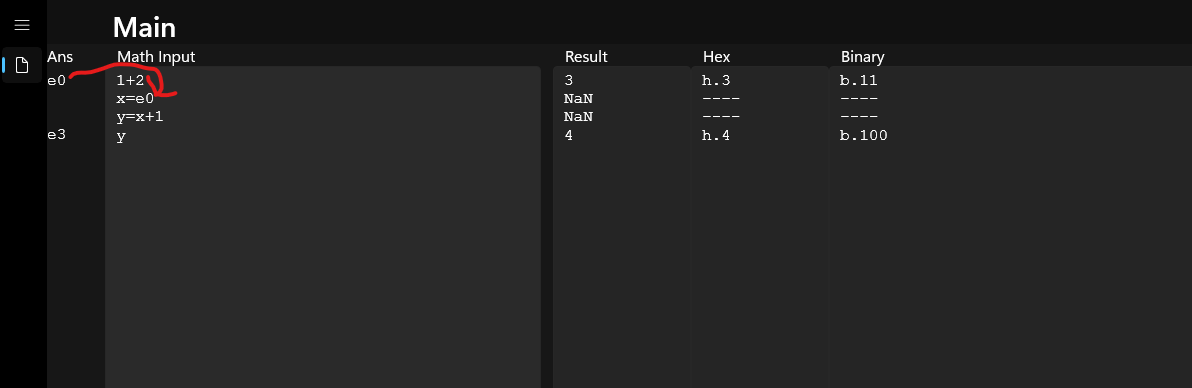 Main
Ans Math Input Result Hex Binary
e0 1+2 3 h.3 b.11
x=e0 NaN ---- ----
y=x+1 NaN ---- ----
e3 y 4 h.4 b.100